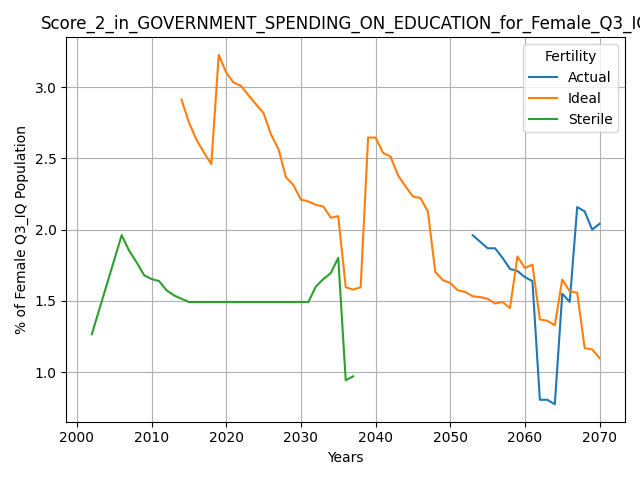 Score_2_in_GOVERNMENT_SPENDING_ON_EDUCATION_for_Female_Q3_IQ
Fertility
Actual
Ideal
Sterile
3.0
2.5
2.0
1.5
1.0
% of Female Q3_IQ Population
2000 2010 2020 2030 2040 2050 2060 2070
Years